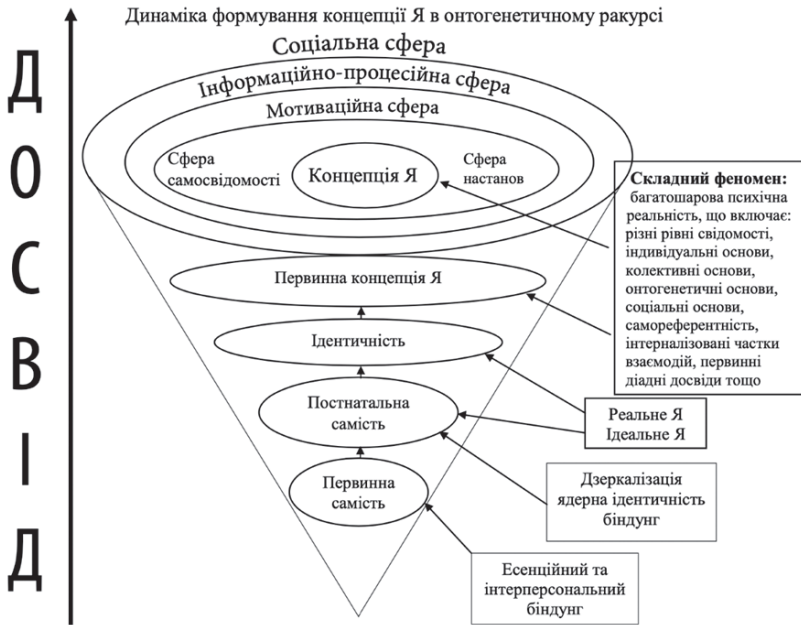 Динаміка формування концепції Я в онтогенетичному ракурсі
ДОСВІД
Соціальна сфера
Інформаційно-процесійна сфера
Мотиваційна сфера
Сфера
самосвідомості
Концепція Я
Сфера
настанов
Складний феномен:
багатошарова психічна
реальність, що включає:
різні рівні свідомості,
індивідуальні основи,
колективні основи,
онтогенетичні основи,
соціальні основи,
самореферентність,
інтерналізовані частки
взаємодій, первинні
діадні досвіди тощо
Первинна концепція Я
Ідентичність
Постнатальна
самість
Реальне Я
Ідеальне Я
Первинна
самість
Дзеркалізація
ядерна ідентичність
біндунг
Есенційний та
інтерперсональний
біндунг